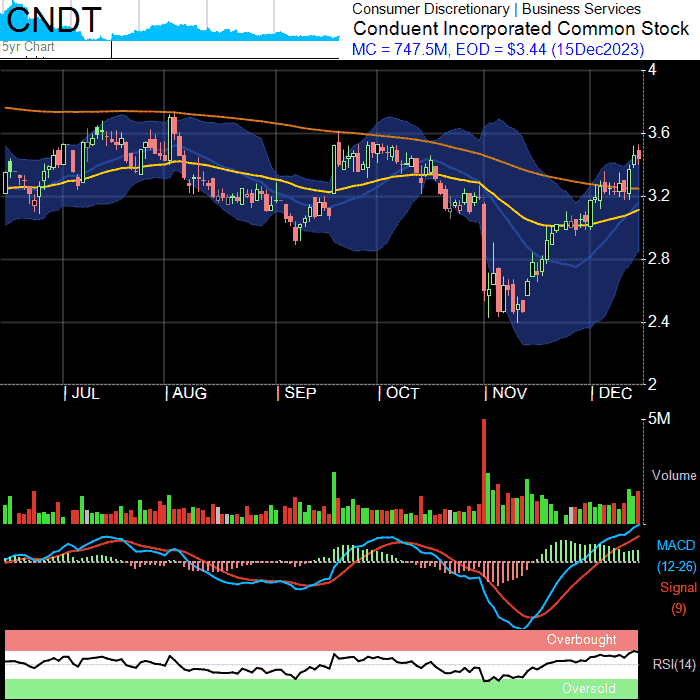 CNDT
5yr Chart
Consumer Discretionary | Business Services
Conduent Incorporated Common Stock
MC = 747.5M, EOD = $3.44 (15Dec2023)
4
3.6
3.2
2.8
2.4
2
JUL
AUG
SEP
OCT
NOV
DEC
5M
Volume
MACD
(12-26)
Signal
(9)
Overbought
RSI(14)
Oversold